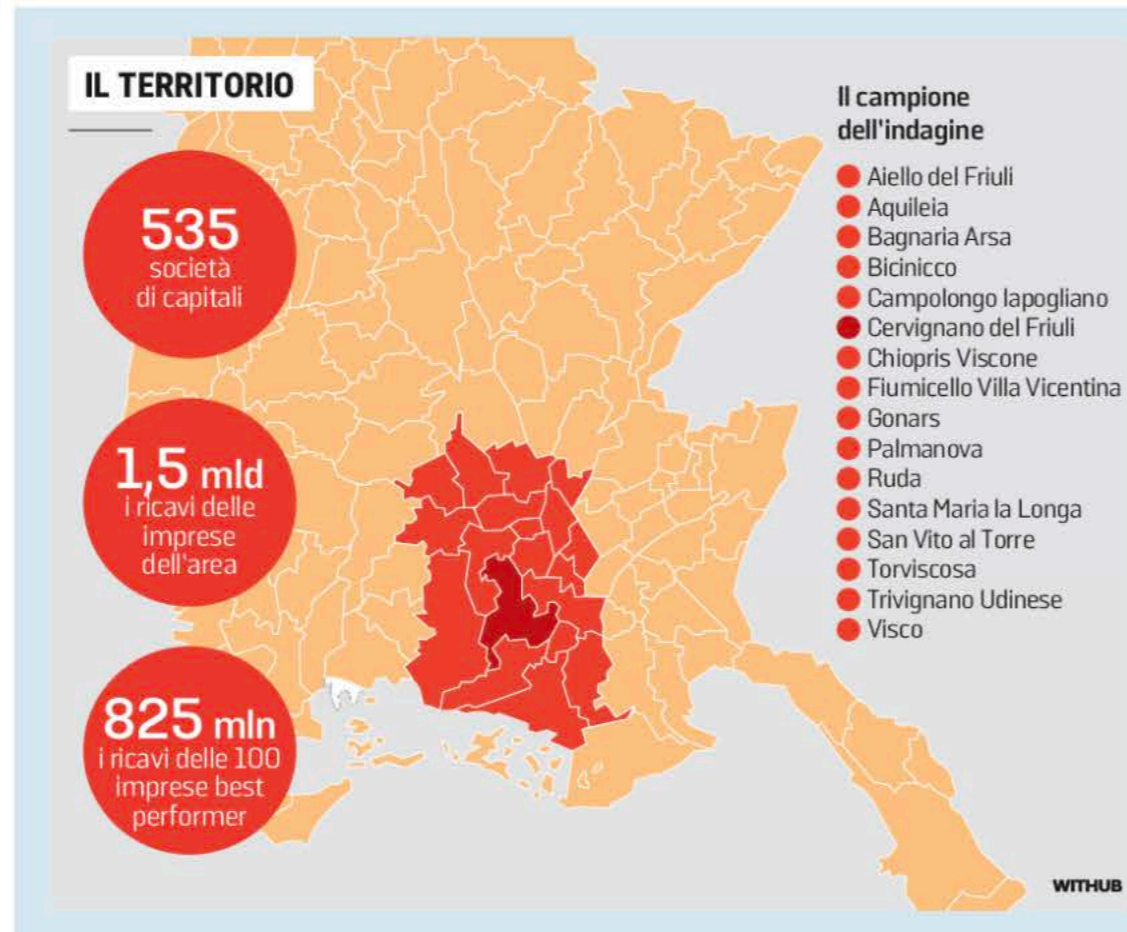 IL TERRITORIO
535
società
di capitali
1,5 mld
i ricavi delle
imprese
dell'area
825 mln
i ricavi delle 100
imprese best
performer
Il campione
dell'indagine
Aiello del Friuli
Aquileia
Bagnaria Arsa
Bicinicco
Campolongo Iapogliano
Cervignano del Friuli
Chiopris Viscone
Fiumicello Villa Vicentina
Gonars
Palmanova
Ruda
Santa Maria la Longa
San Vito al Torre
Torviscosa
Trivignano Udinese
Visco
WITHUB